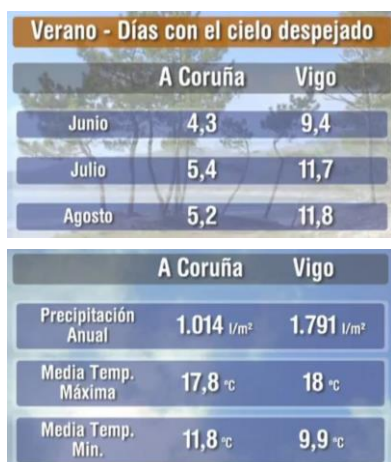 Verano - Días con el cielo despejado
A Coruña Vigo
Junio 4,3 9,4
Julio 5,4 11,7
Agosto 5,2 11,8
A Coruña Vigo
Precipitación
Anual 1.014 l/m² 1.791 l/m²
Media Temp.
Máxima 17,8 ºC 18 ºC
Media Temp.
Min. 11,8 ºC 9,9 ºC